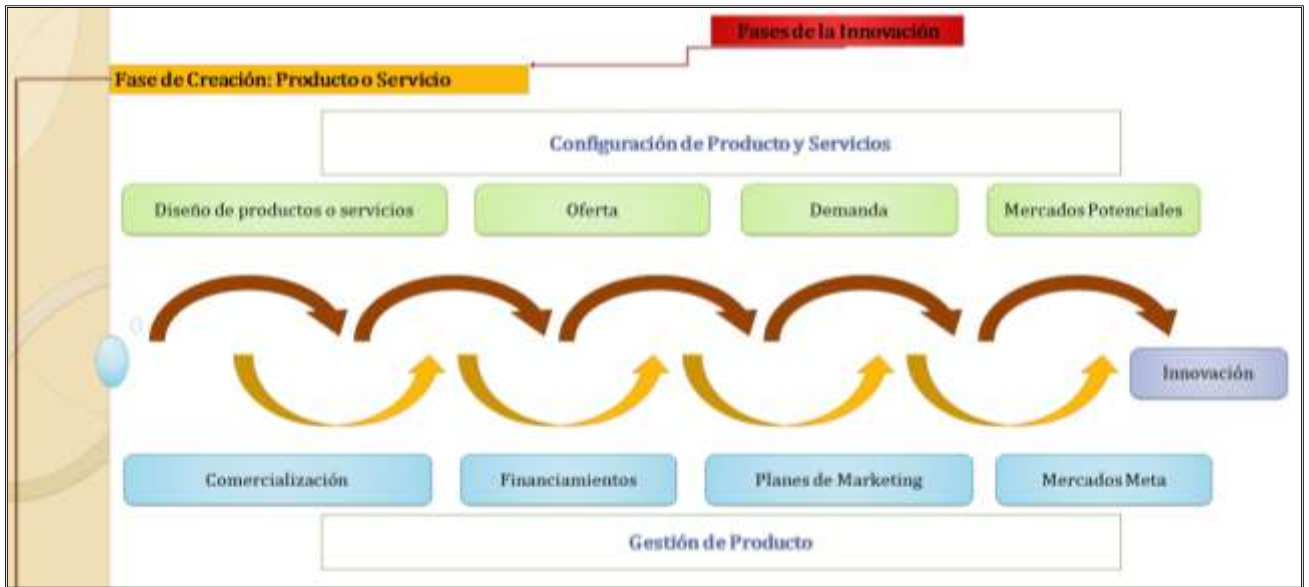 Fases de la Innovación
Fase de Creación: Producto o Servicio
Configuración de Producto y Servicios
Diseño de productos o servicios
Oferta
Demanda
Mercados Potenciales
Innovación
Comercialización
Financiamientos
Planes de Marketing
Mercados Meta
Gestión de Producto